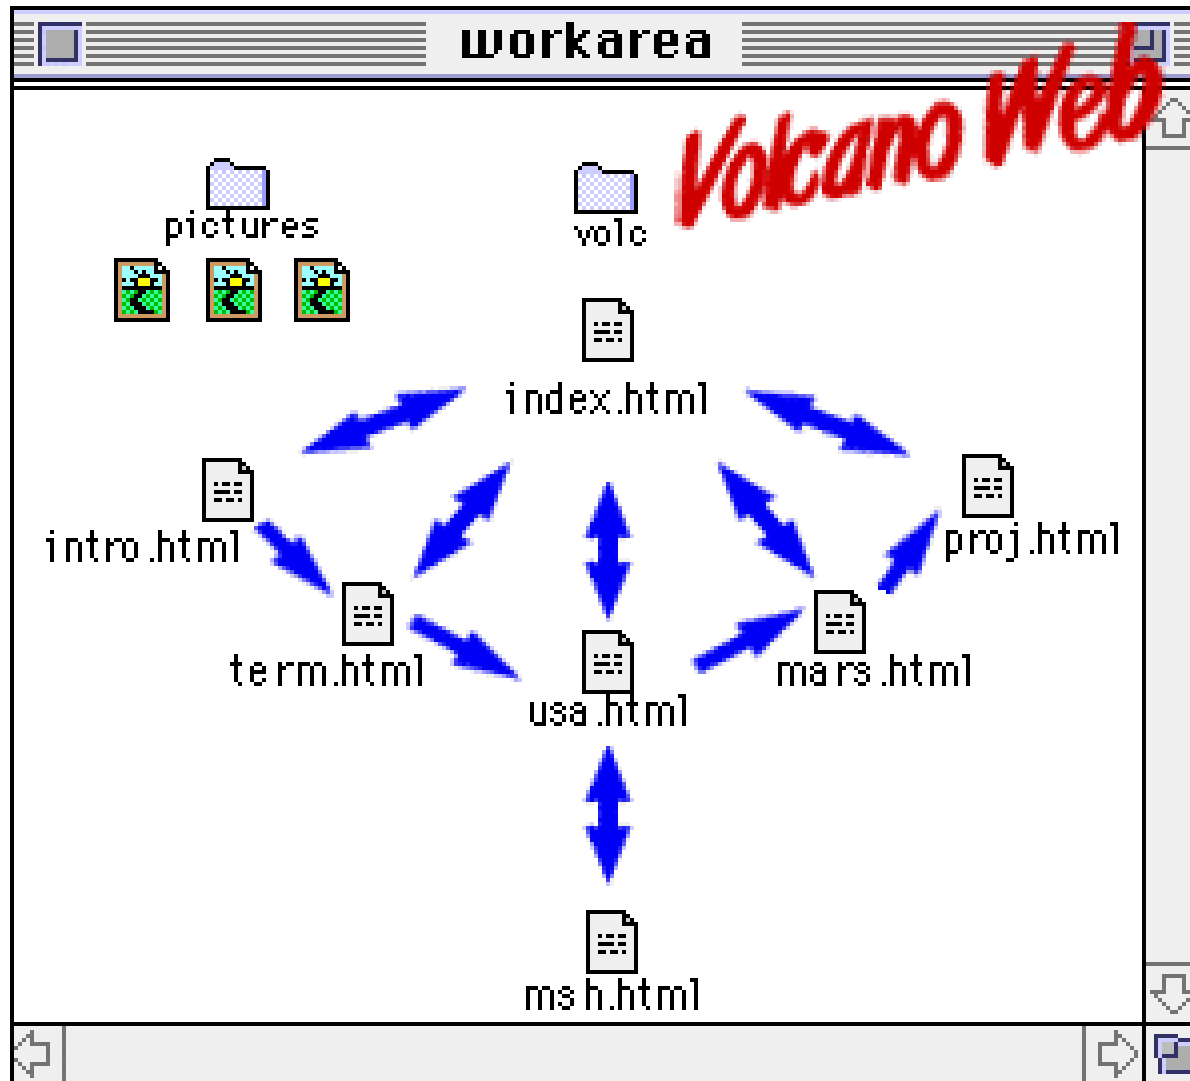 workarea
Volcano Web
pictures
volc
index.html
intro.html
proj.html
term.html
mars.html
usa.html
msh.html